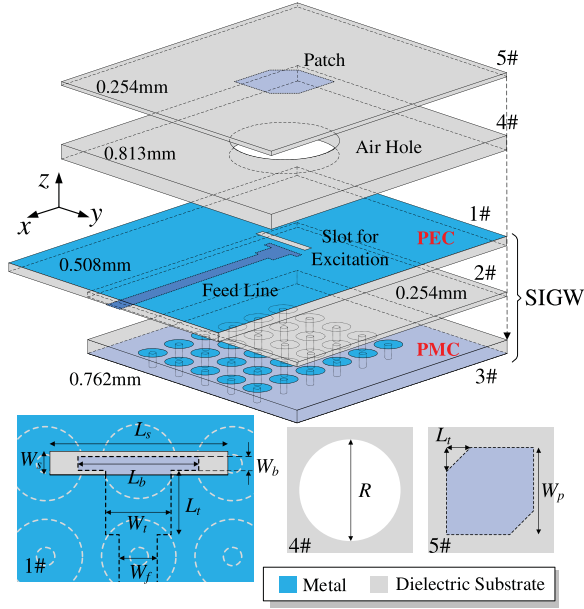 Patch
5#
0.254mm
4#
0.813mm
Air Hole
z
x
y
1#
Slot for
Excitation
PEC
0.508mm
2#
Feed Line
0.254mm
SIGW
PMC
0.762mm
3#
Ls
Ws
Lb
Wb
Wt
Lt
Wf
1#
R
4#
Lt
Wp
5#
Metal
Dielectric Substrate